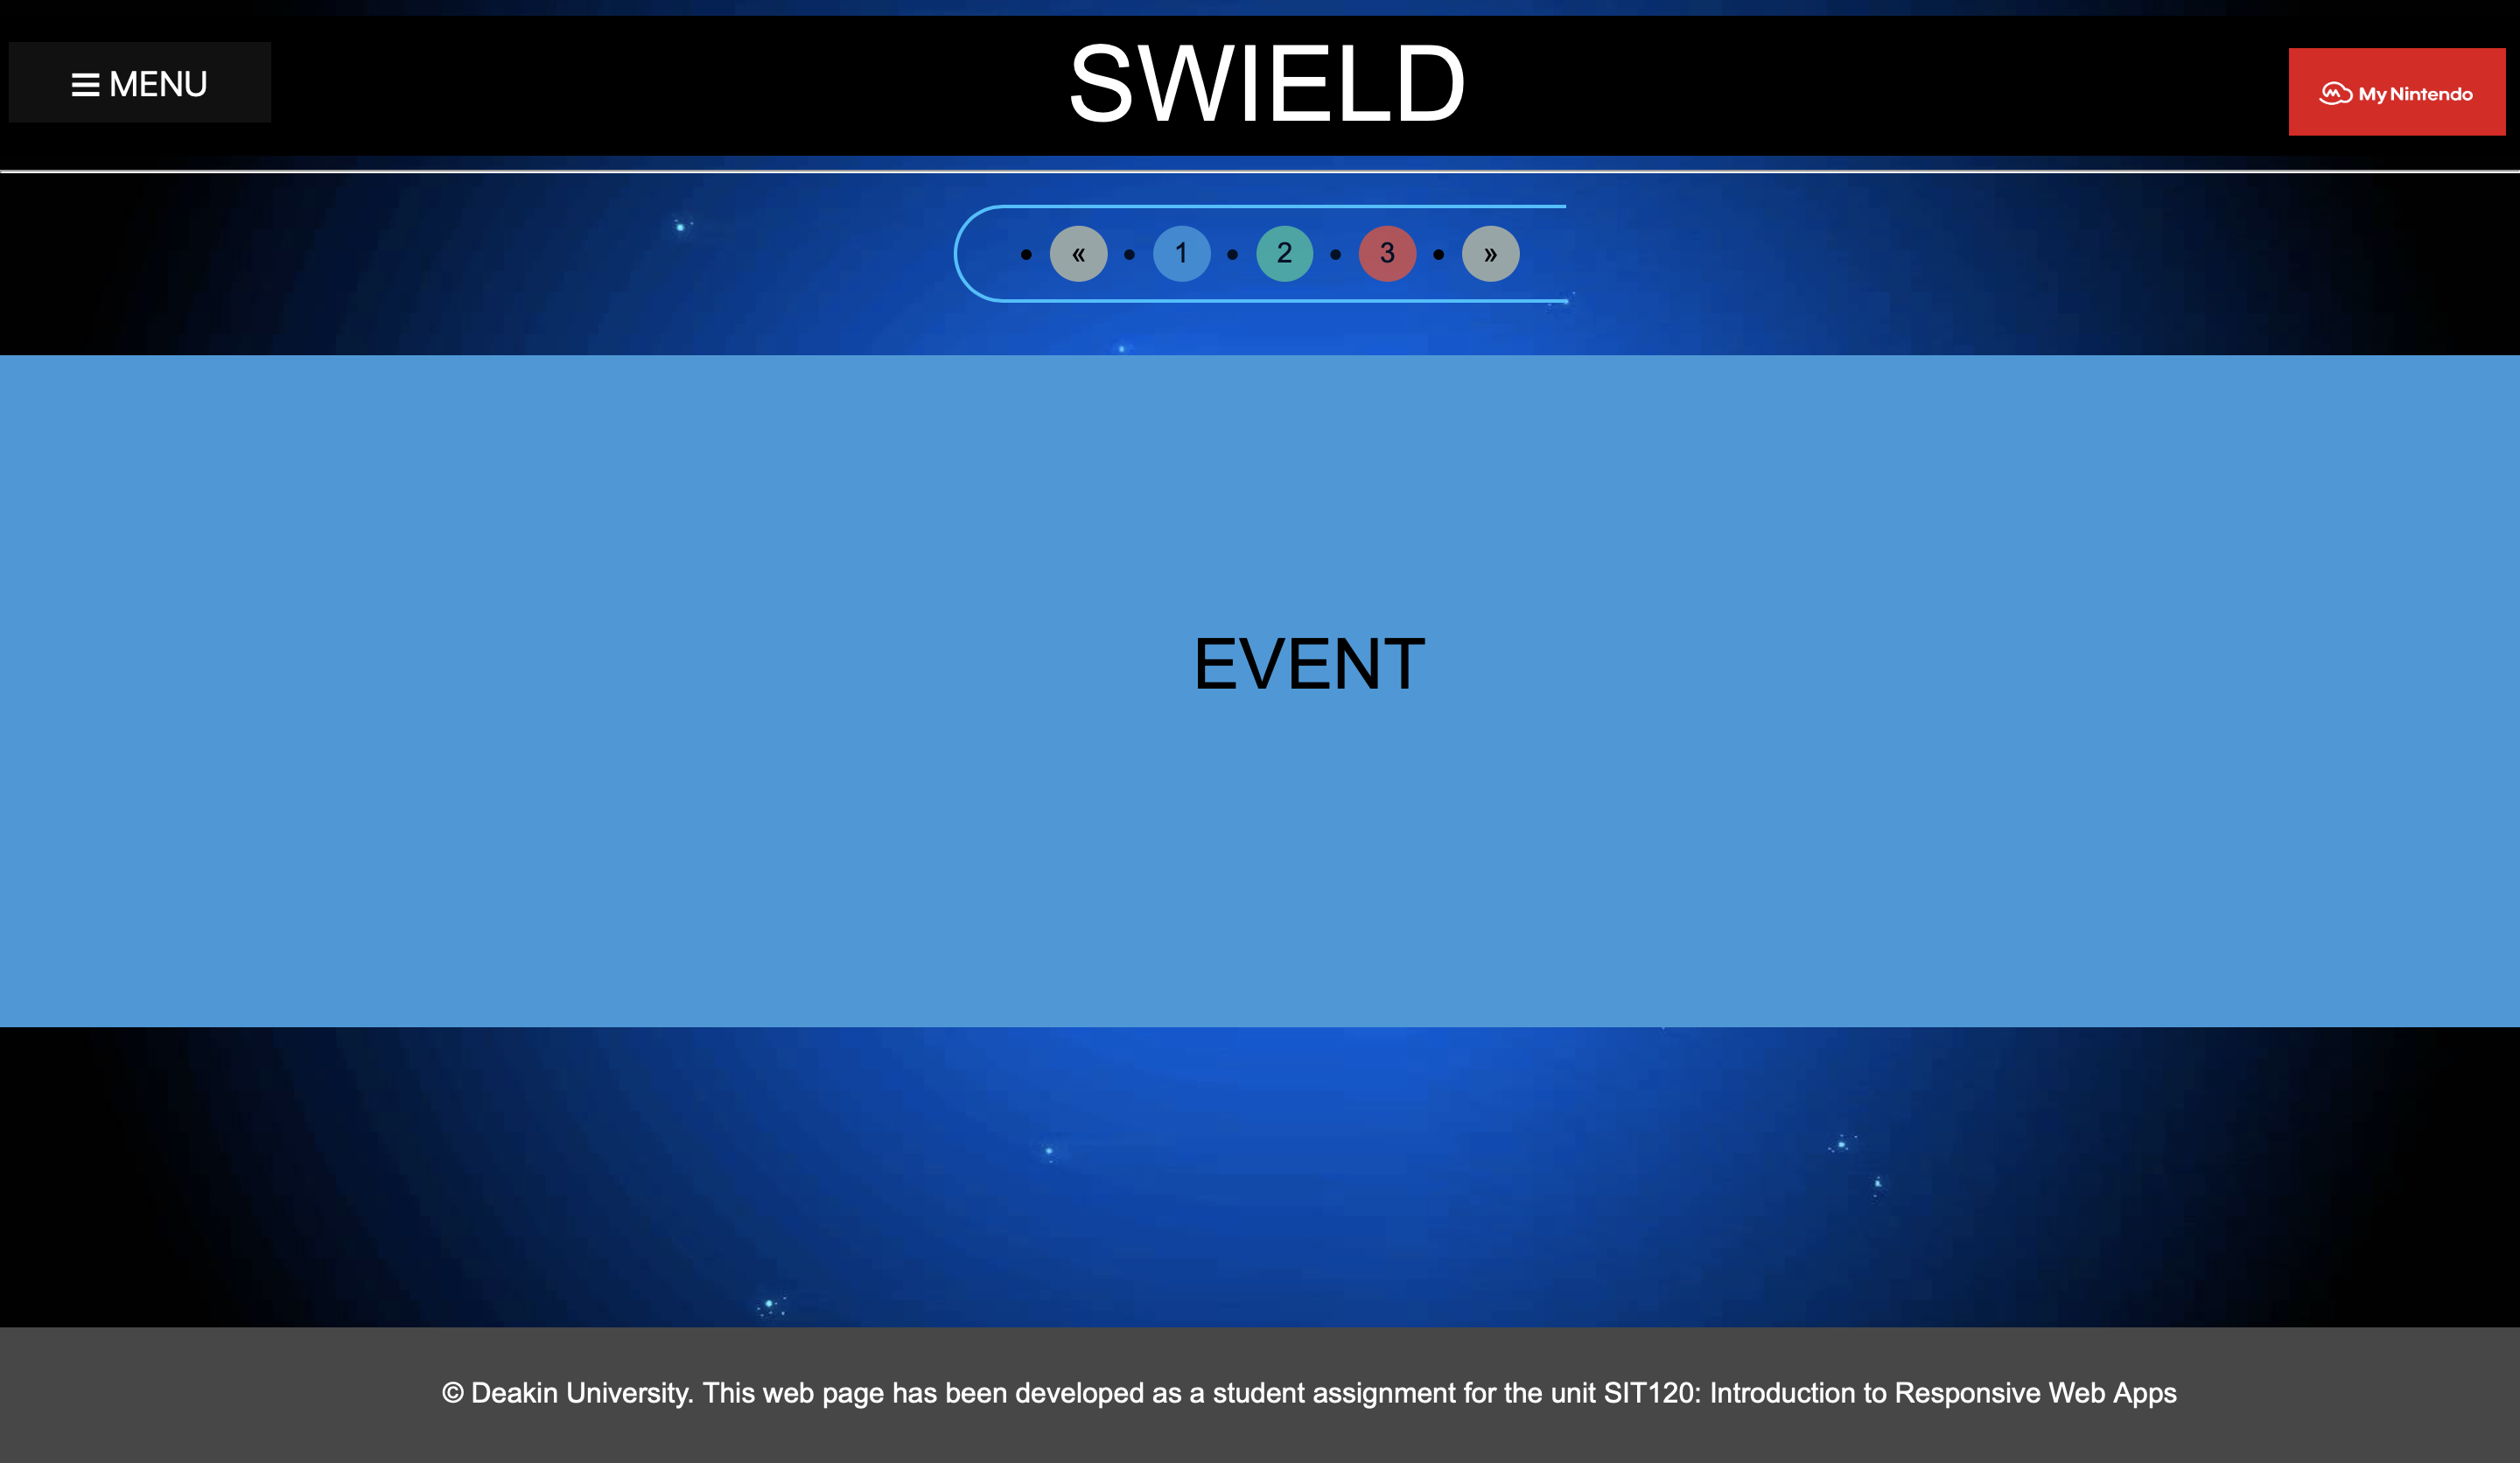 MENU SWIELD My Nintendo
• « • 1 • 2 • 3 • »
EVENT
© Deakin University. This web page has been developed as a student assignment for the unit SIT120: Introduction to Responsive Web Apps